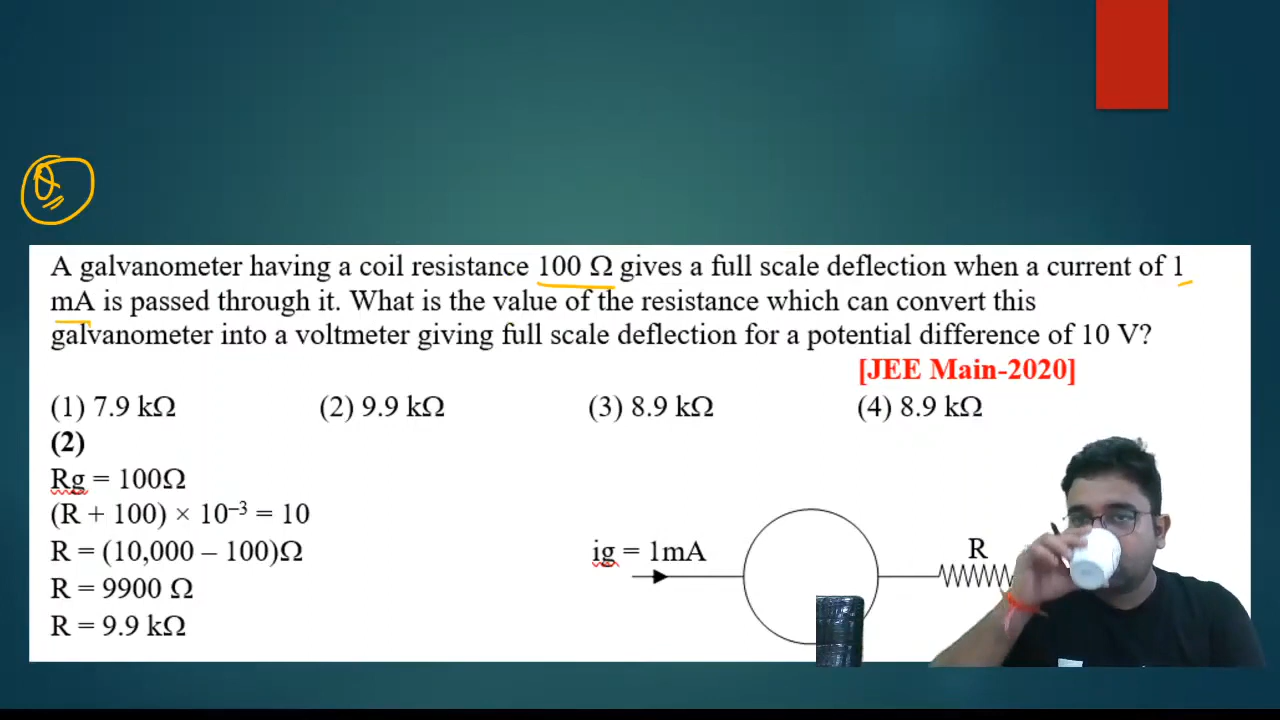 Q
A galvanometer having a coil resistance 100 Ω gives a full scale deflection when a current of 1
mA is passed through it. What is the value of the resistance which can convert this
galvanometer into a voltmeter giving full scale deflection for a potential difference of 10 V?
[JEE Main-2020]
(1) 7.9 kΩ (2) 9.9 kΩ (3) 8.9 kΩ (4) 8.9 kΩ
(2)
Rg = 100Ω
(R + 100) × 10⁻³ = 10
R = (10,000 – 100)Ω
R = 9900 Ω
R = 9.9 kΩ
ig = 1mA
R